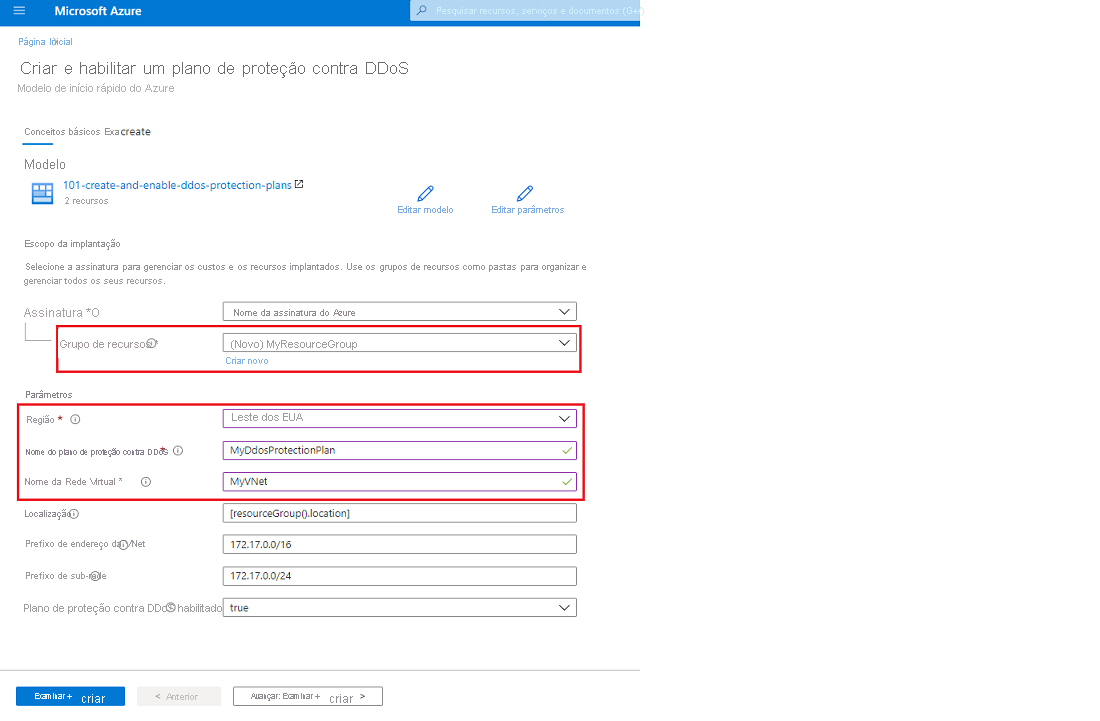 Microsoft Azure
Pesquisar recursos, serviços e documentos (G+/
Página Inicial
Criar e habilitar um plano de proteção contra DDoS
Modelo de início rápido do Azure
Conceitos básicos Exacreate
Modelo
101-create-and-enable-ddos-protection-plans
2 recursos
Editar modelo
Editar parâmetros
Escopo da implantação
Selecione a assinatura para gerenciar os custos e os recursos implantados. Use os grupos de recursos como pastas para organizar e
gerenciar todos os seus recursos.
Assinatura *O
Nome da assinatura do Azure
Grupo de recursos *
(Novo) MyResourceGroup
Criar novo
Parâmetros
Região *
Leste dos EUA
Nome do plano de proteção contra DDoS *
MyDdosProtectionPlan
Nome da Rede Virtual *
MyVNet
Localização
[resourceGroup().location]
Prefixo de endereço da VNet
172.17.0.0/16
Prefixo de sub-rede
172.17.0.0/24
Plano de proteção contra DDoS habilitado
true
Examinar + criar
< Anterior
Avançar: Examinar + criar >